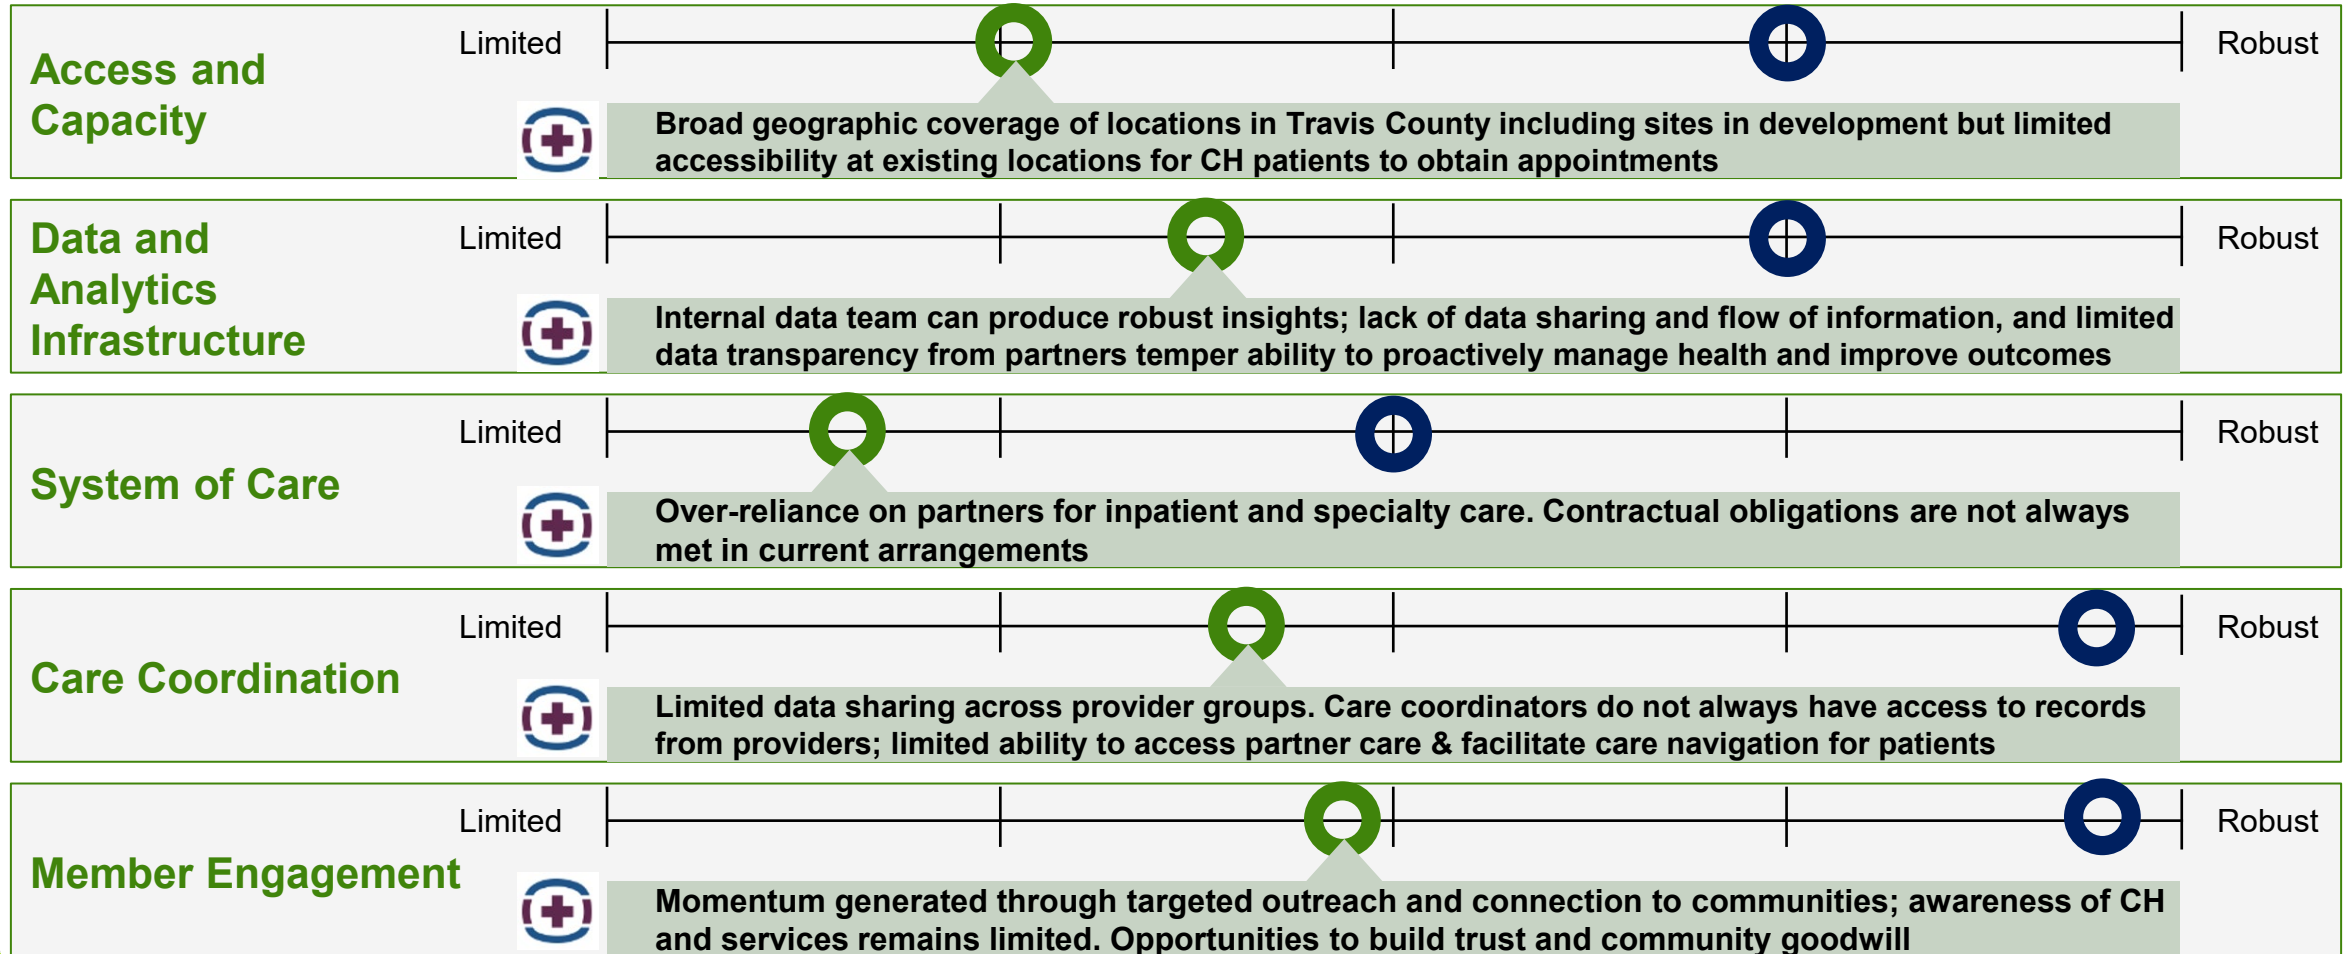 Access and
Capacity
Limited
Robust
Broad geographic coverage of locations in Travis County including sites in development but limited
accessibility at existing locations for CH patients to obtain appointments
Data and
Analytics
Infrastructure
Limited
Robust
Internal data team can produce robust insights; lack of data sharing and flow of information, and limited
data transparency from partners temper ability to proactively manage health and improve outcomes
System of Care
Limited
Robust
Over-reliance on partners for inpatient and specialty care. Contractual obligations are not always
met in current arrangements
Care Coordination
Limited
Robust
Limited data sharing across provider groups. Care coordinators do not always have access to records
from providers; limited ability to access partner care & facilitate care navigation for patients
Member Engagement
Limited
Robust
Momentum generated through targeted outreach and connection to communities; awareness of CH
and services remains limited. Opportunities to build trust and community goodwill